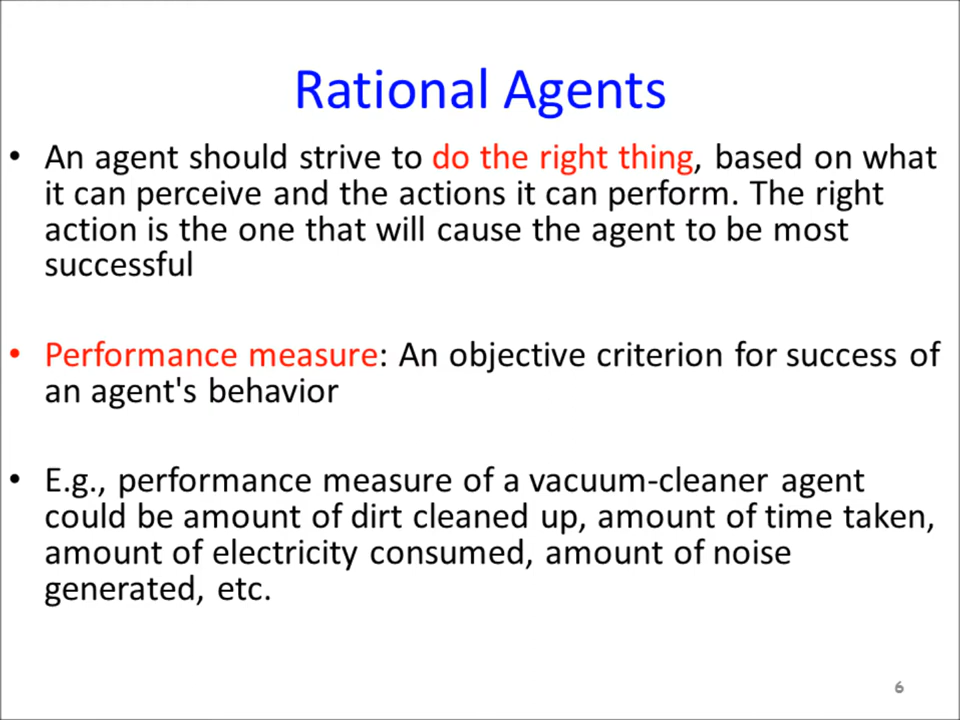 Rational Agents
• An agent should strive to do the right thing, based on what
it can perceive and the actions it can perform. The right
action is the one that will cause the agent to be most
successful
• Performance measure: An objective criterion for success of
an agent's behavior
• E.g., performance measure of a vacuum-cleaner agent
could be amount of dirt cleaned up, amount of time taken,
amount of electricity consumed, amount of noise
generated, etc.
6